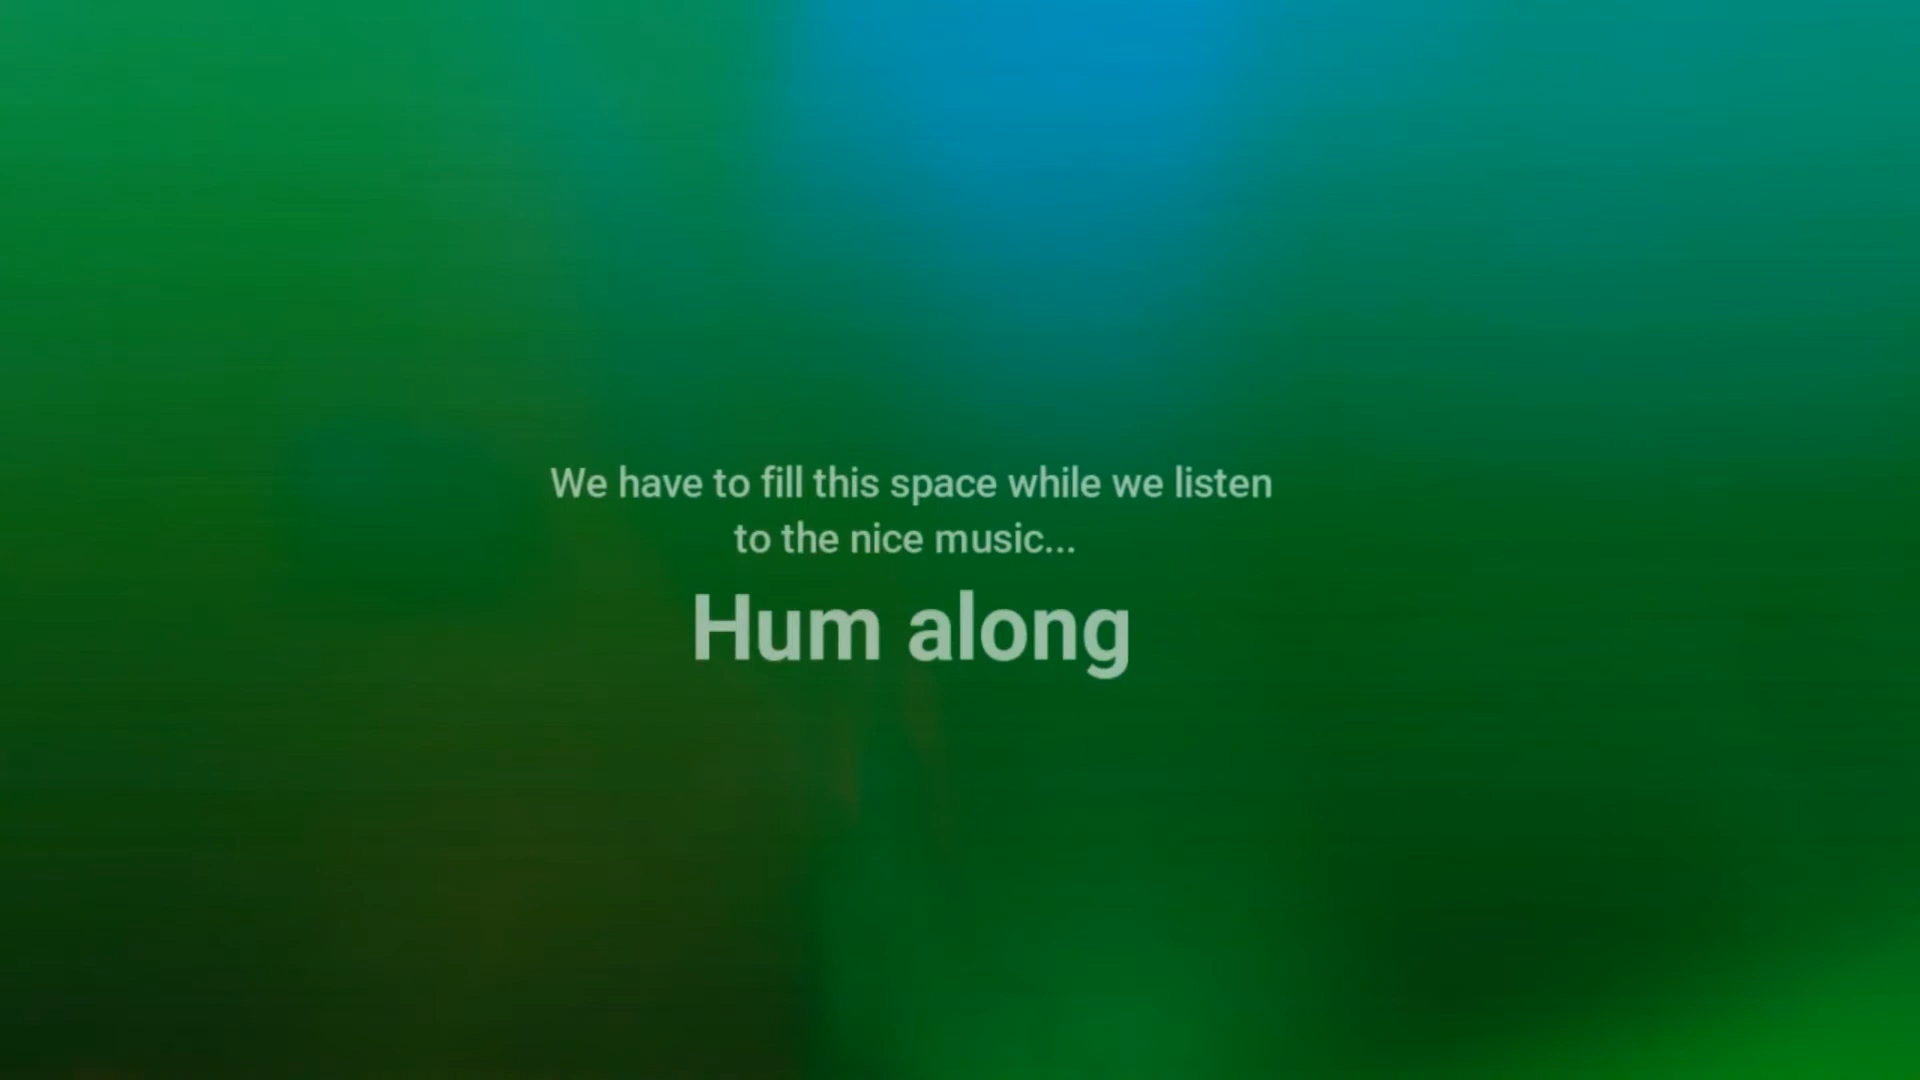 We have to fill this space while we listen
to the nice music...
Hum along